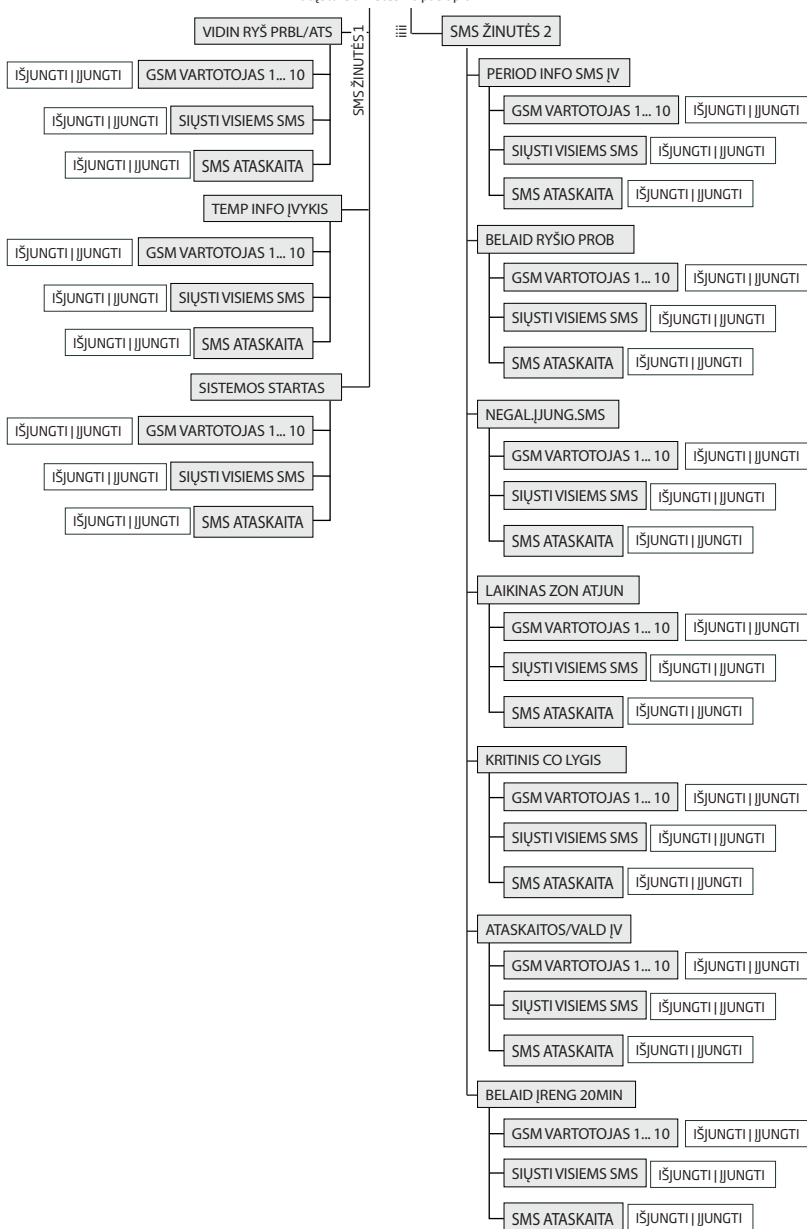 VIDIN RYŠ PRBL/ATS
IŠJUNGTI | ĮJUNGTI GSM VARTOTOJAS 1... 10
IŠJUNGTI | ĮJUNGTI SIŲSTI VISIEMS SMS
IŠJUNGTI | ĮJUNGTI SMS ATASKAITA
TEMP INFO ĮVYKIS
IŠJUNGTI | ĮJUNGTI GSM VARTOTOJAS 1... 10
IŠJUNGTI | ĮJUNGTI SIŲSTI VISIEMS SMS
IŠJUNGTI | ĮJUNGTI SMS ATASKAITA
SISTEMOS STARTAS
IŠJUNGTI | ĮJUNGTI GSM VARTOTOJAS 1... 10
IŠJUNGTI | ĮJUNGTI SIŲSTI VISIEMS SMS
IŠJUNGTI | ĮJUNGTI SMS ATASKAITA
SMS ŽINUTĖS 1
SMS ŽINUTĖS 2
PERIOD INFO SMS ĮV
GSM VARTOTOJAS 1... 10 IŠJUNGTI | ĮJUNGTI
SIŲSTI VISIEMS SMS IŠJUNGTI | ĮJUNGTI
SMS ATASKAITA IŠJUNGTI | ĮJUNGTI
BELAID RYŠIO PROB
GSM VARTOTOJAS 1... 10 IŠJUNGTI | ĮJUNGTI
SIŲSTI VISIEMS SMS IŠJUNGTI | ĮJUNGTI
SMS ATASKAITA IŠJUNGTI | ĮJUNGTI
NEGAL.ĮJUNG.SMS
GSM VARTOTOJAS 1... 10 IŠJUNGTI | ĮJUNGTI
SIŲSTI VISIEMS SMS IŠJUNGTI | ĮJUNGTI
SMS ATASKAITA IŠJUNGTI | ĮJUNGTI
LAIKINAS ZON ATJUN
GSM VARTOTOJAS 1... 10 IŠJUNGTI | ĮJUNGTI
SIŲSTI VISIEMS SMS IŠJUNGTI | ĮJUNGTI
SMS ATASKAITA IŠJUNGTI | ĮJUNGTI
KRITINIS CO LYGIS
GSM VARTOTOJAS 1... 10 IŠJUNGTI | ĮJUNGTI
SIŲSTI VISIEMS SMS IŠJUNGTI | ĮJUNGTI
SMS ATASKAITA IŠJUNGTI | ĮJUNGTI
ATASKAITOS/VALD ĮV
GSM VARTOTOJAS 1... 10 IŠJUNGTI | ĮJUNGTI
SIŲSTI VISIEMS SMS IŠJUNGTI | ĮJUNGTI
SMS ATASKAITA IŠJUNGTI | ĮJUNGTI
BELAID ĮRENG 20MIN
GSM VARTOTOJAS 1... 10 IŠJUNGTI | ĮJUNGTI
SIŲSTI VISIEMS SMS IŠJUNGTI | ĮJUNGTI
SMS ATASKAITA IŠJUNGTI | ĮJUNGTI